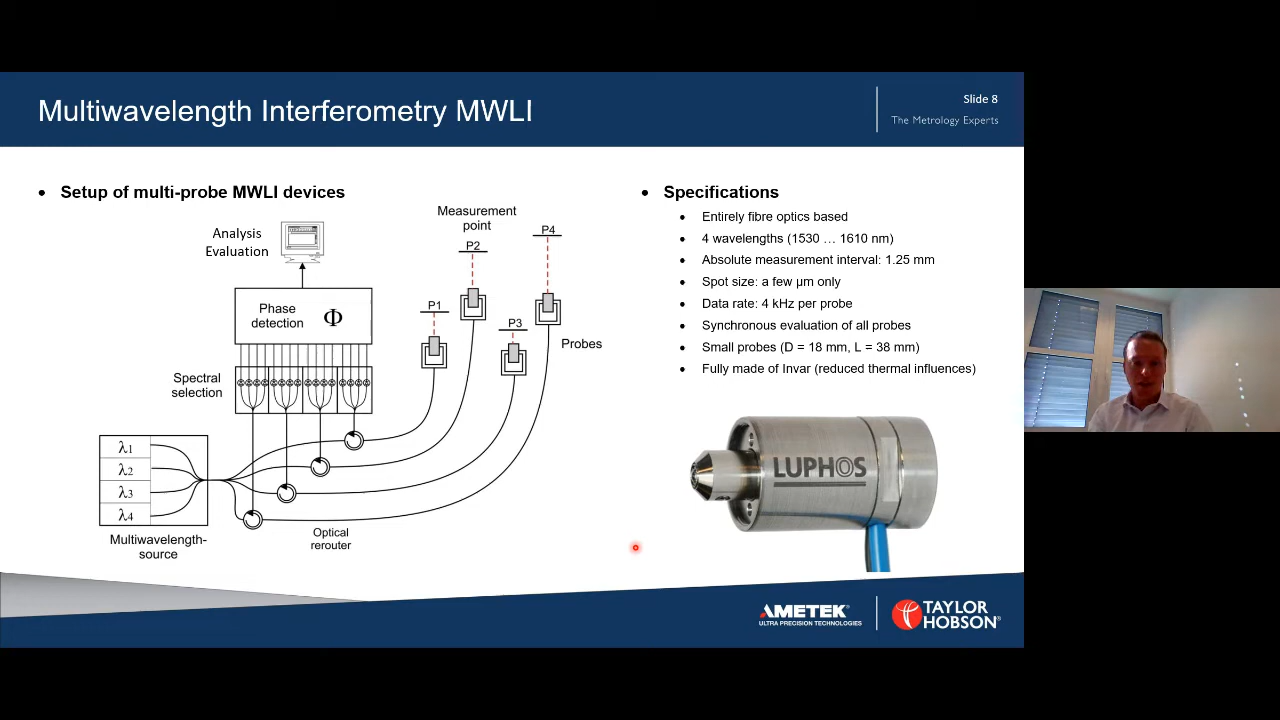 Multiwavelength Interferometry MWLI
Slide 8
The Metrology Experts
• Setup of multi-probe MWLI devices
Analysis
Evaluation
Phase
detection
Φ
Spectral
selection
λ1
λ2
λ3
λ4
Multiwavelength-
source
Optical
rerouter
Measurement
point
P1
P2
P3
P4
Probes
• Specifications
• Entirely fibre optics based
• 4 wavelengths (1530 … 1610 nm)
• Absolute measurement interval: 1.25 mm
• Spot size: a few µm only
• Data rate: 4 kHz per probe
• Synchronous evaluation of all probes
• Small probes (D = 18 mm, L = 38 mm)
• Fully made of Invar (reduced thermal influences)
LUPHOS
AMETEK®
ULTRA PRECISION TECHNOLOGIES
TAYLOR
HOBSON®